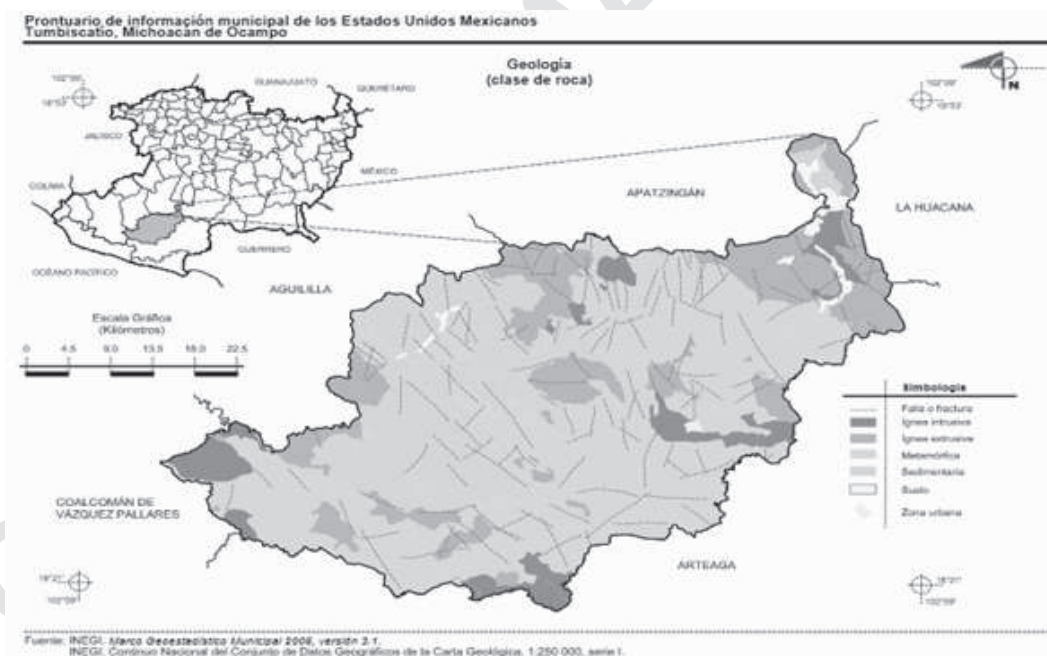 Prontuario de información municipal de los Estados Unidos Mexicanos
Tumbiscatio, Michoacán de Ocampo
Geología
(clase de roca)
N
GUANAJUATO
QUERÉTARO
JALISCO
MÉXICO
COLIMA
GUERRERO
OCÉANO PACÍFICO
APATZINGÁN
LA HUACANA
AGUILILLA
Escala Gráfica
(Kilómetros)
0 4.5 9.0 13.5 18.0 22.5
COALCOMÁN DE
VÁZQUEZ PALLARES
ARTEAGA
Simbología
Falla o fractura
Ígnea intrusiva
Ígnea extrusiva
Metamórfica
Sedimentaria
Suelo
Zona urbana
Fuente: INEGI. Marco Geoestadístico Municipal 2005, versión 3.1.
INEGI. Continuo Nacional del Conjunto de Datos Geográficos de la Carta Geológica, 1:250 000, serie I.